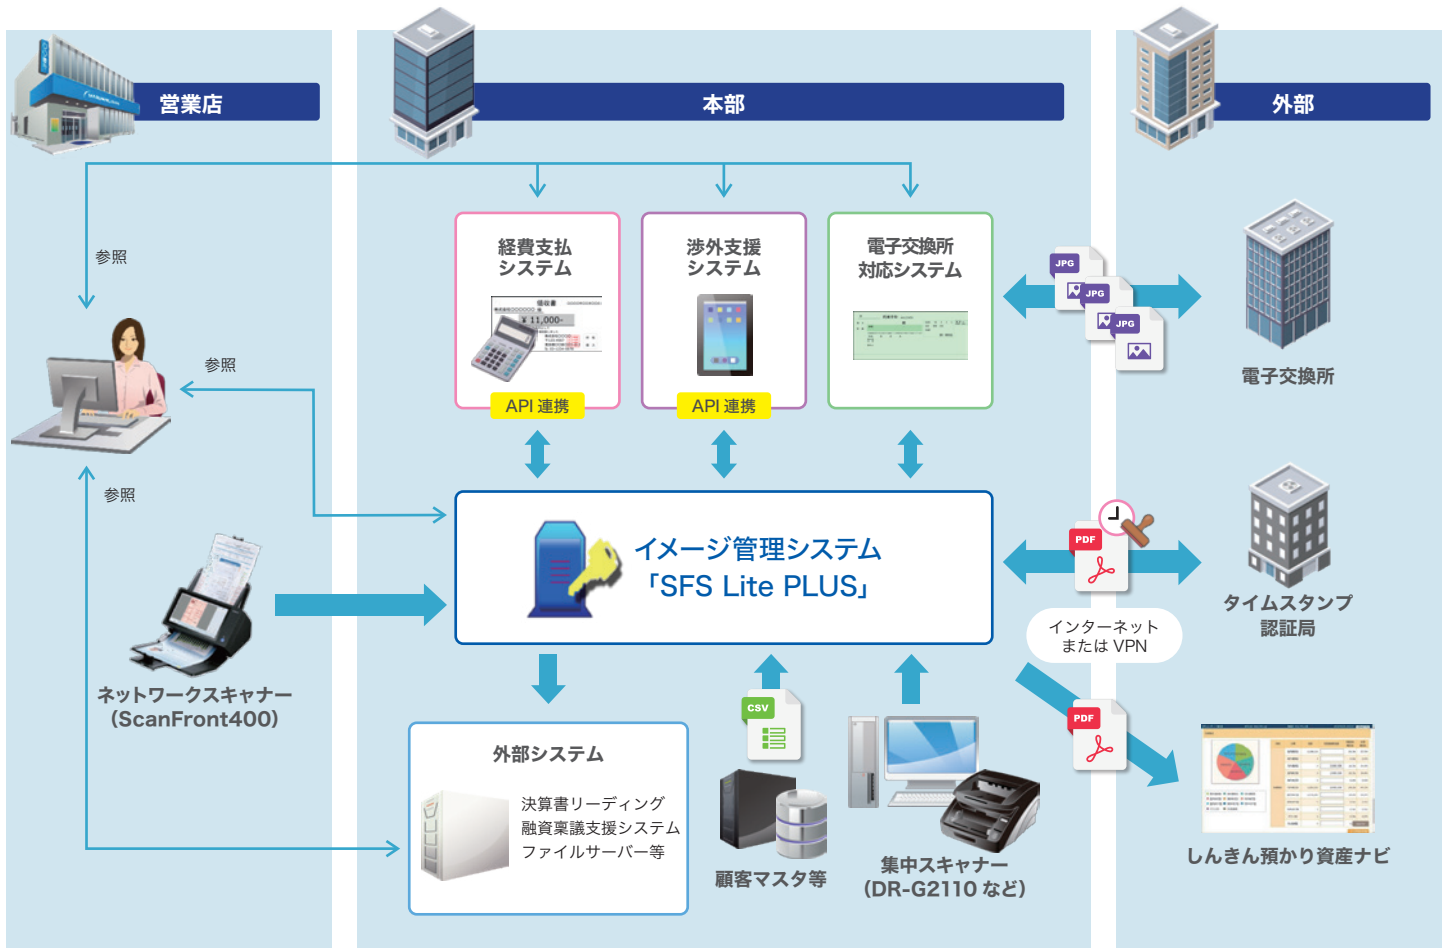 営業店
本部
外部
参照
参照
参照
経費支払
システム
領収書
¥ 11,000-
API 連携
渉外支援
システム
API 連携
電子交換所
対応システム
JPG
JPG
JPG
電子交換所
イメージ管理システム
「SFS Lite PLUS」
PDF
タイムスタンプ
認証局
インターネット
または VPN
ネットワークスキャナー
(ScanFront400)
外部システム
決算書リーディング
融資稟議支援システム
ファイルサーバー等
CSV
顧客マスタ等
集中スキャナー
(DR-G2110 など)
PDF
しんきん預かり資産ナビ